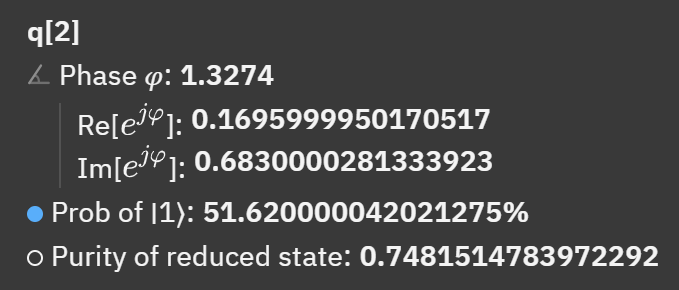 q[2]
Phase φ: 1.3274
Re[e^jφ]: 0.1695999950170517
Im[e^jφ]: 0.6830000281333923
Prob of |1⟩: 51.620000042021275%
Purity of reduced state: 0.7481514783972292